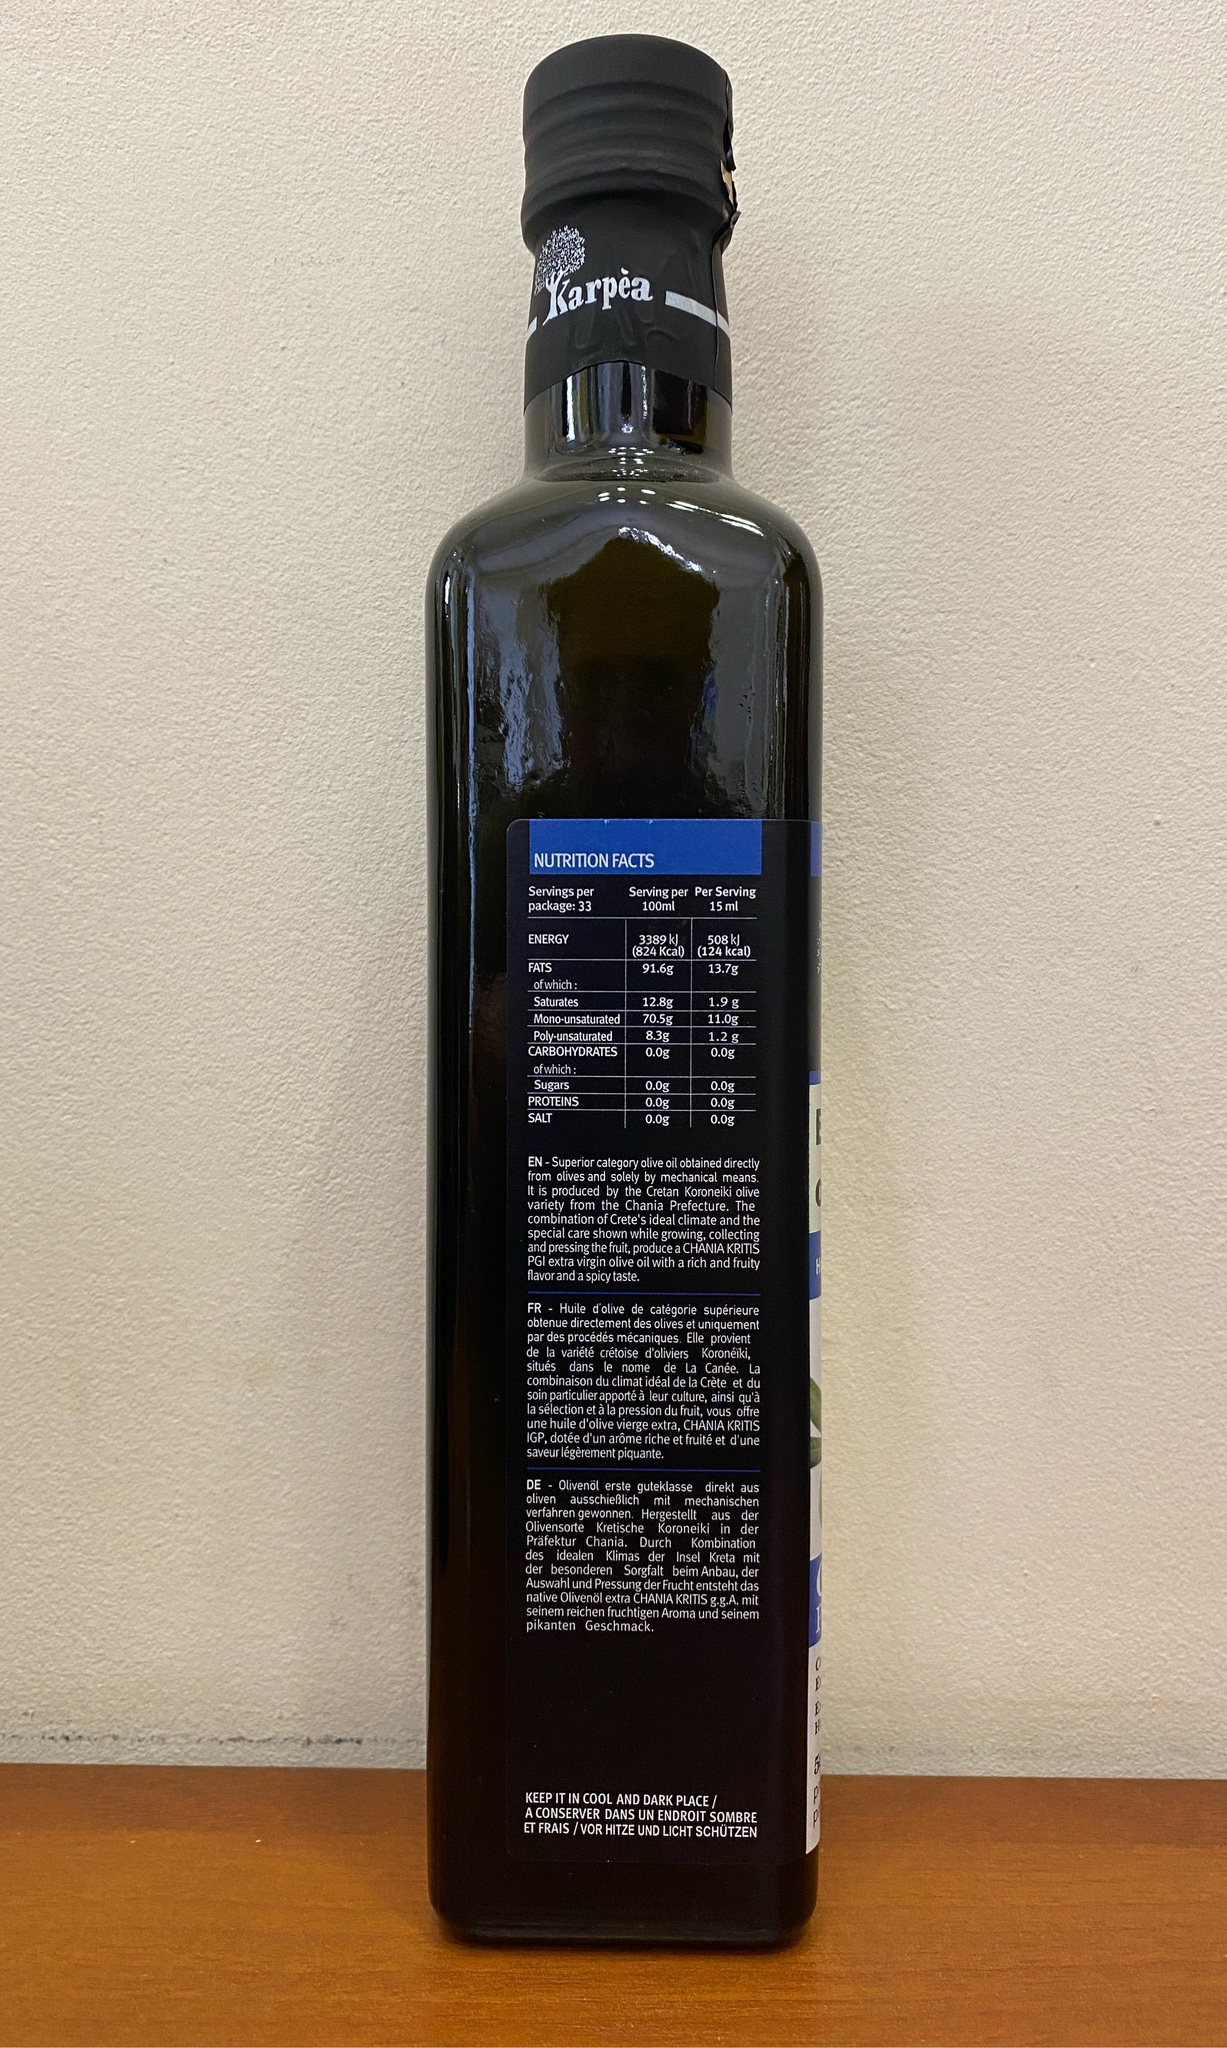 Karpèa
NUTRITION FACTS
Servings per package: 33 Serving per 100ml Per Serving 15 ml
ENERGY 3389 kJ (824 Kcal) 508 kJ (124 kcal)
FATS 91.6g 13.7g
of which :
Saturates 12.8g 1.9 g
Mono-unsaturated 70.5g 11.0g
Poly-unsaturated 8.3g 1.2 g
CARBOHYDRATES 0.0g 0.0g
of which :
Sugars 0.0g 0.0g
PROTEINS 0.0g 0.0g
SALT 0.0g 0.0g
EN - Superior category olive oil obtained directly
from olives and solely by mechanical means.
It is produced by the Cretan Koroneiki olive
variety from the Chania Prefecture. The
combination of Crete's ideal climate and the
special care shown while growing, collecting
and pressing the fruit, produce a CHANIA KRITIS
PGI extra virgin olive oil with a rich and fruity
flavor and a spicy taste.
FR - Huile d'olive de catégorie supérieure
obtenue directement des olives et uniquement
par des procédés mécaniques. Elle provient
de la variété crétoise d'oliviers Koronéïki,
situés dans le nome de La Canée. La
combinaison du climat idéal de la Crète et du
soin particulier apporté à leur culture, ainsi qu'à
la sélection et à la pression du fruit, vous offre
une huile d'olive vierge extra, CHANIA KRITIS
IGP, dotée d'un arôme riche et fruité et d'une
saveur légèrement piquante.
DE - Olivenöl erste guteklasse direkt aus
oliven ausschießlich mit mechanischen
verfahren gewonnen. Hergestellt aus der
Olivensorte Kretische Koroneiki in der
Präfektur Chania. Durch Kombination
des idealen Klimas der Insel Kreta mit
der besonderen Sorgfalt beim Anbau, der
Auswahl und Pressung der Frucht entsteht das
native Olivenöl extra CHANIA KRITIS g.g.A. mit
seinem reichen fruchtigen Aroma und seinem
pikanten Geschmack.
KEEP IT IN COOL AND DARK PLACE /
A CONSERVER DANS UN ENDROIT SOMBRE
ET FRAIS / VOR HITZE UND LICHT SCHÜTZEN